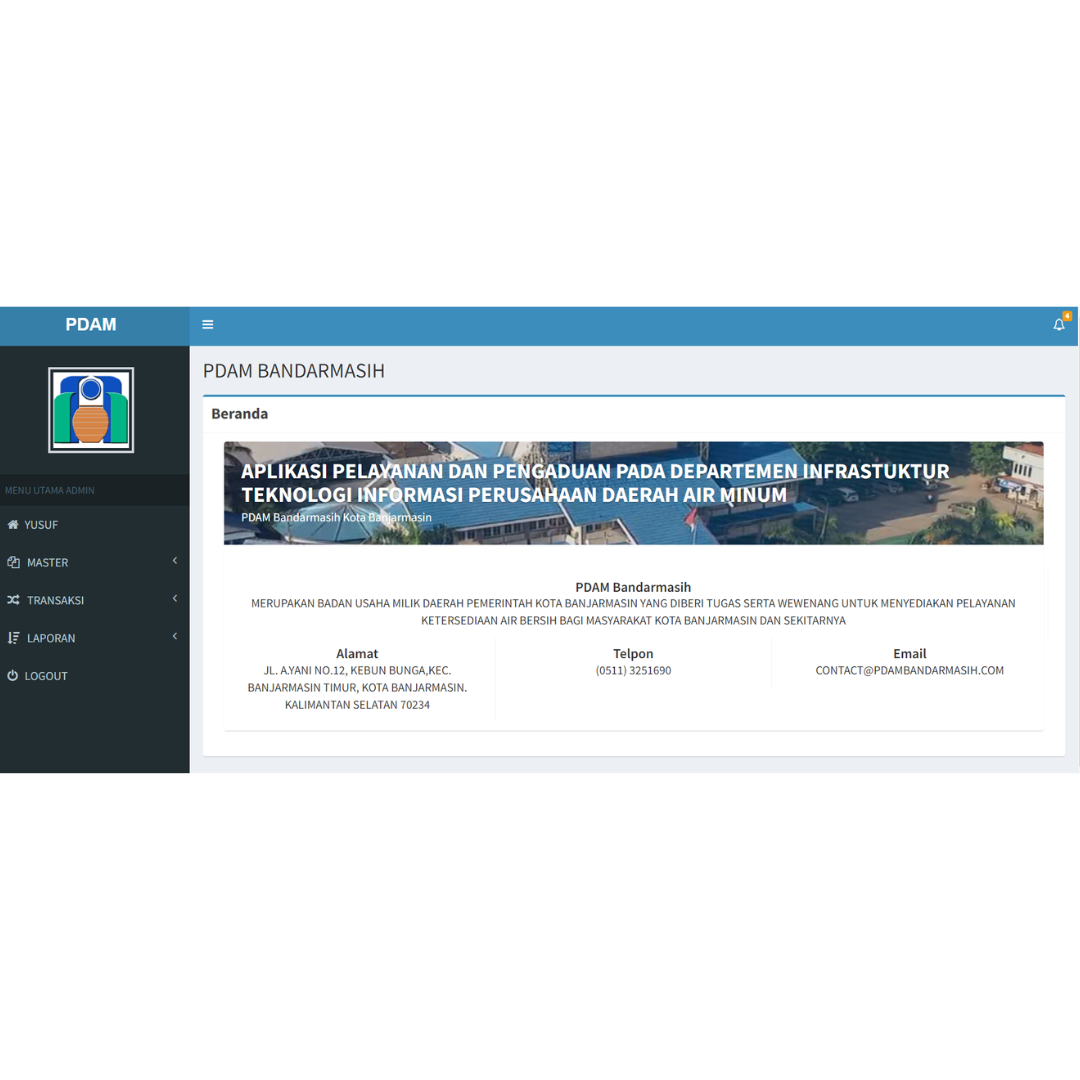 PDAM
4
PDAM BANDARMASIH
Beranda
MENU UTAMA ADMIN
YUSUF
MASTER
TRANSAKSI
LAPORAN
LOGOUT
APLIKASI PELAYANAN DAN PENGADUAN PADA DEPARTEMEN INFRASTUKTUR
TEKNOLOGI INFORMASI PERUSAHAAN DAERAH AIR MINUM
PDAM Bandarmasih Kota Banjarmasin
PDAM Bandarmasih
MERUPAKAN BADAN USAHA MILIK DAERAH PEMERINTAH KOTA BANJARMASIN YANG DIBERI TUGAS SERTA WEWENANG UNTUK MENYEDIAKAN PELAYANAN
KETERSEDIAAN AIR BERSIH BAGI MASYARAKAT KOTA BANJARMASIN DAN SEKITARNYA
Alamat
JL. A.YANI NO.12, KEBUN BUNGA,KEC.
BANJARMASIN TIMUR, KOTA BANJARMASIN.
KALIMANTAN SELATAN 70234
Telpon
(0511) 3251690
Email
CONTACT@PDAMBANDARMASIH.COM